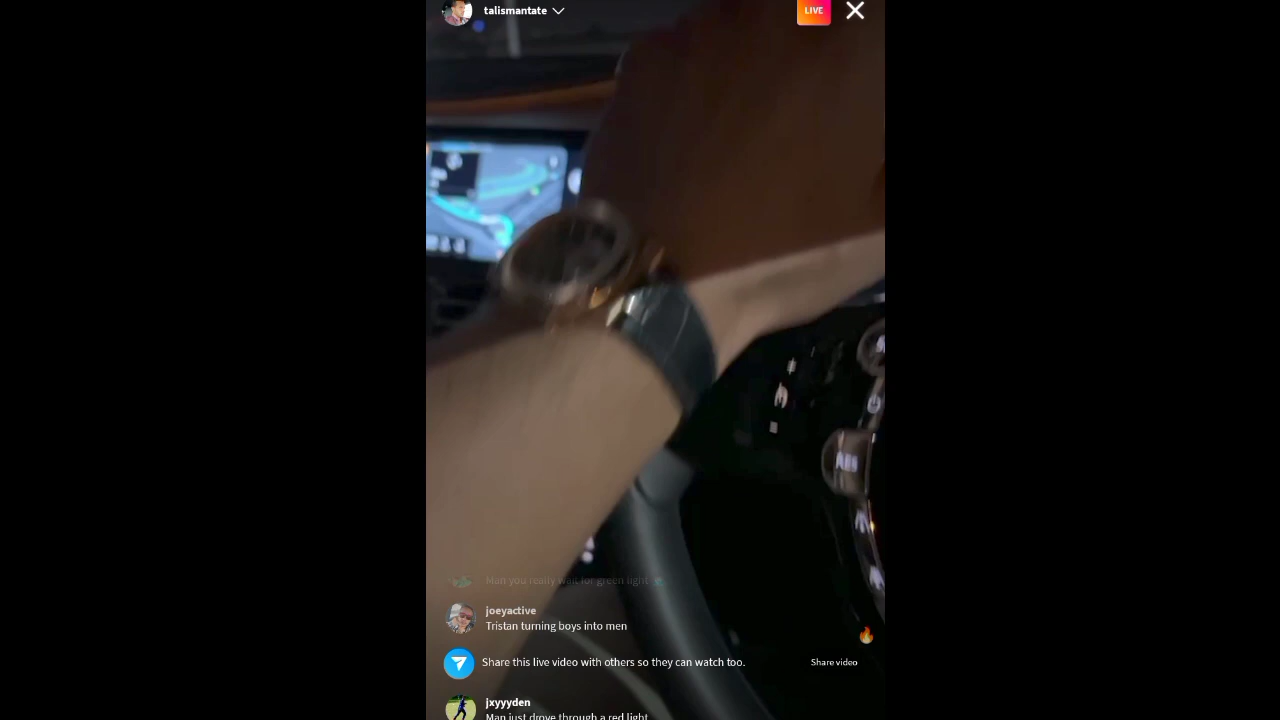 talismantate
LIVE
Man you really wait for green light
joeyactive
Tristan turning boys into men
Share this live video with others so they can watch too.
Share video
jxyyyden
Man just drove through a red light